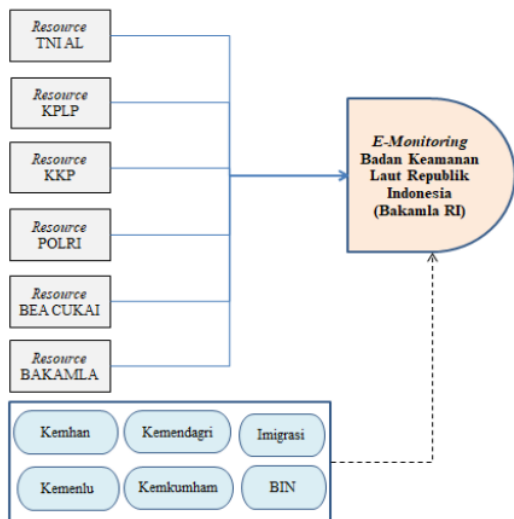 Resource
TNI AL
Resource
KPLP
Resource
KKP
Resource
POLRI
Resource
BEA CUKAI
Resource
BAKAMLA
E-Monitoring
Badan Keamanan
Laut Republik
Indonesia
(Bakamla RI)
Kemhan
Kemendagri
Imigrasi
Kemenlu
Kemkumham
BIN